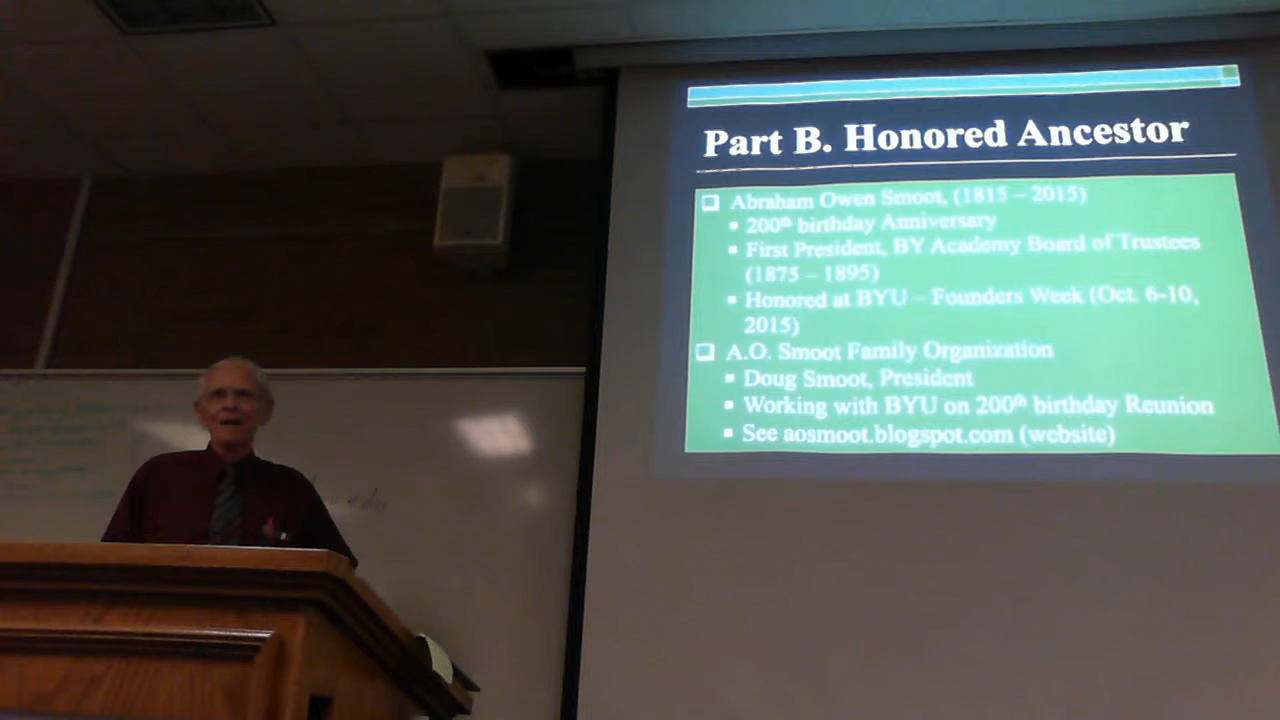 Part B. Honored Ancestor
Abraham Owen Smoot, (1815 – 2015)
200th birthday Anniversary
First President, BY Academy Board of Trustees
(1875 – 1895)
Honored at BYU – Founders Week (Oct. 6-10,
2015)
A.O. Smoot Family Organization
Doug Smoot, President
Working with BYU on 200th birthday Reunion
See aosmoot.blogspot.com (website)